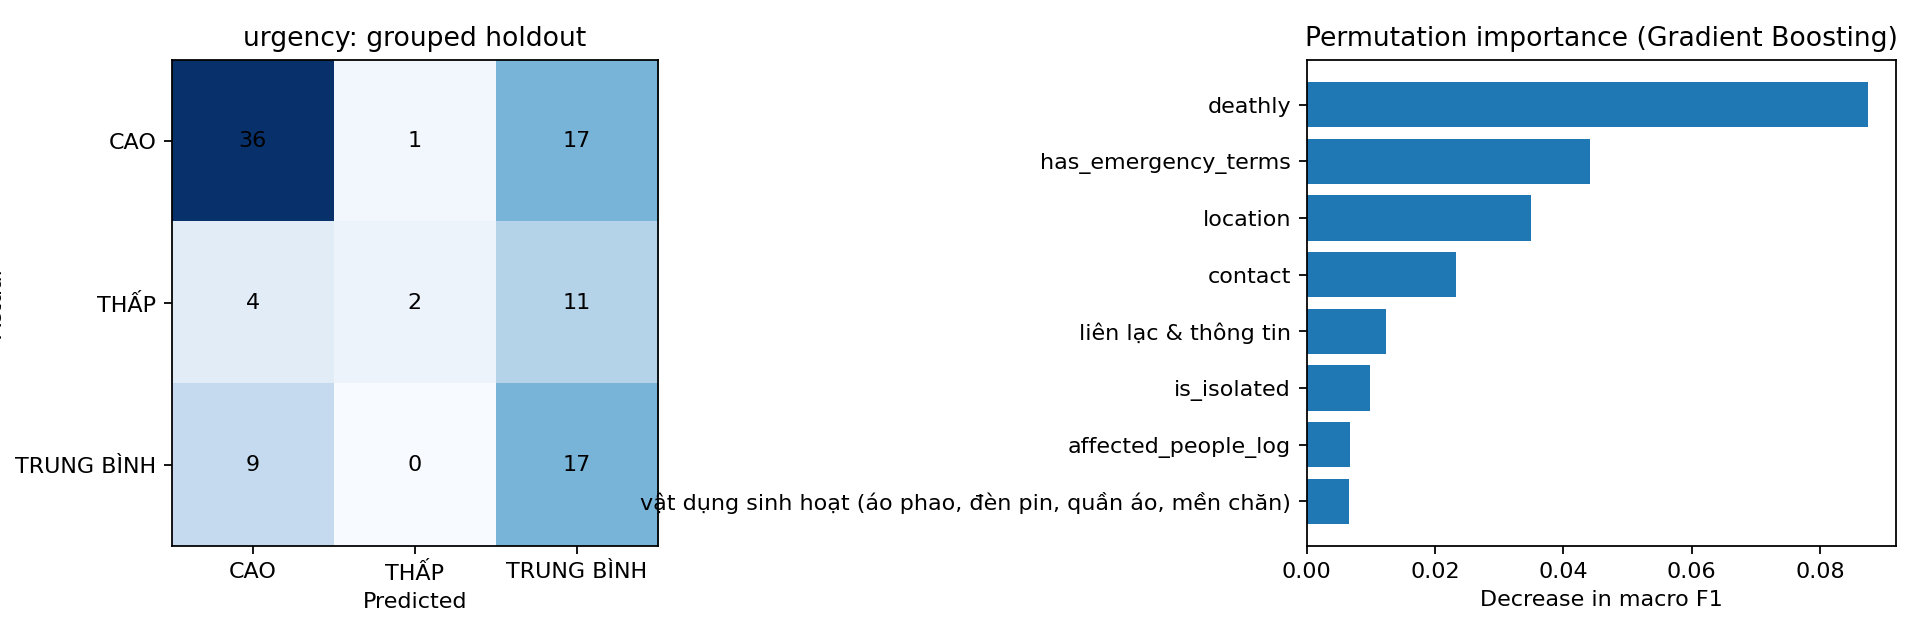 urgency: grouped holdout
CAO
THẤP
TRUNG BÌNH
36 1 17
4 2 11
9 0 17
CAO THẤP TRUNG BÌNH
Predicted
Permutation importance (Gradient Boosting)
deathly
has_emergency_terms
location
contact
liên lạc & thông tin
is_isolated
affected_people_log
vật dụng sinh hoạt (áo phao, đèn pin, quần áo, mền chăn)
0.00 0.02 0.04 0.06 0.08
Decrease in macro F1